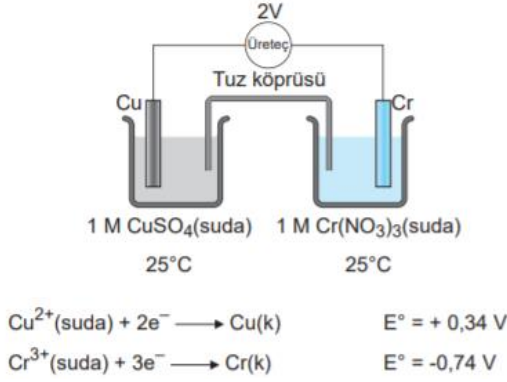 2V
Üreteç
Tuz köprüsü
Cu
Cr
1 M CuSO₄(suda) 1 M Cr(NO₃)₃(suda)
25°C 25°C
Cu²⁺(suda) + 2e⁻ ⟶ Cu(k) E° = + 0,34 V
Cr³⁺(suda) + 3e⁻ ⟶ Cr(k) E° = -0,74 V